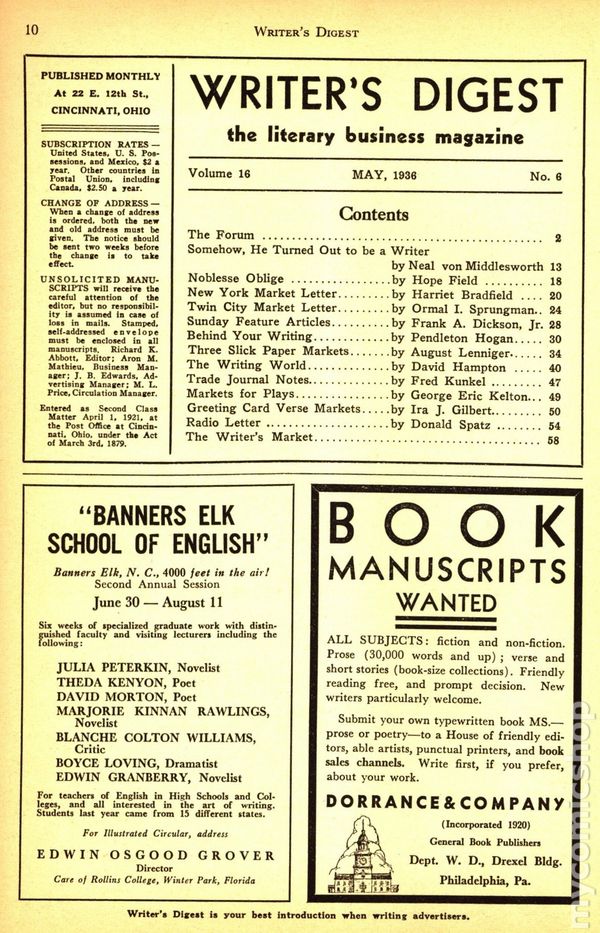 10
WRITER'S DIGEST
PUBLISHED MONTHLY
At 22 E. 12th St.,
CINCINNATI, OHIO
SUBSCRIPTION RATES —
United States, U. S. Pos-
sessions, and Mexico, $2 a
year. Other countries in
Postal Union, including
Canada, $2.50 a year.
CHANGE OF ADDRESS —
When a change of address
is ordered, both the new
and old address must be
given. The notice should
be sent two weeks before
the change is to take
effect.
UNSOLICITED MANU-
SCRIPTS will receive the
careful attention of the
editor, but no responsibil-
ity is assumed in case of
loss in mails. Stamped,
self-addressed envelope
must be enclosed in all
manuscripts. Richard K.
Abbott, Editor; Aron M.
Mathieu, Business Man-
ager; J. B. Edwards, Ad-
vertising Manager; M. L.
Price, Circulation Manager.
Entered as Second Class
Matter April 1, 1921, at
the Post Office at Cincin-
nati, Ohio, under the Act
of March 3rd, 1879.
WRITER'S DIGEST
the literary business magazine
Volume 16 MAY, 1936 No. 6
Contents
The Forum ........................................ 2
Somehow, He Turned Out to be a Writer
by Neal von Middlesworth 13
Noblesse Oblige ...............by Hope Field .......... 18
New York Market Letter.........by Harriet Bradfield .... 20
Twin City Market Letter........by Ormal I. Sprungman.. 24
Sunday Feature Articles........by Frank A. Dickson, Jr. 28
Behind Your Writing............by Pendleton Hogan..... 30
Three Slick Paper Markets......by August Lenniger..... 34
The Writing World..............by David Hampton ...... 40
Trade Journal Notes............by Fred Kunkel ......... 47
Markets for Plays..............by George Eric Kelton... 49
Greeting Card Verse Markets.....by Ira J. Gilbert....... 50
Radio Letter ..................by Donald Spatz ........ 54
The Writer's Market............................... 58
"BANNERS ELK
SCHOOL OF ENGLISH"
Banners Elk, N. C., 4000 feet in the air!
Second Annual Session
June 30 — August 11
Six weeks of specialized graduate work with distin-
guished faculty and visiting lecturers including the
following:
JULIA PETERKIN, Novelist
THEDA KENYON, Poet
DAVID MORTON, Poet
MARJORIE KINNAN RAWLINGS,
Novelist
BLANCHE COLTON WILLIAMS,
Critic
BOYCE LOVING, Dramatist
EDWIN GRANBERRY, Novelist
For teachers of English in High Schools and Col-
leges, and all interested in the art of writing.
Students last year came from 15 different states.
For Illustrated Circular, address
EDWIN OSGOOD GROVER
Director
Care of Rollins College, Winter Park, Florida
BOOK
MANUSCRIPTS
WANTED
ALL SUBJECTS: fiction and non-fiction.
Prose (30,000 words and up); verse and
short stories (book-size collections). Friendly
reading free, and prompt decision. New
writers particularly welcome.
Submit your own typewritten book MS.—
prose or poetry—to a House of friendly edi-
tors, able artists, punctual printers, and book
sales channels. Write first, if you prefer,
about your work.
DORRANCE & COMPANY
(Incorporated 1920)
General Book Publishers
Dept. W. D., Drexel Bldg.
Philadelphia, Pa.
Writer's Digest is your best introduction when writing advertisers.
mycomicshop